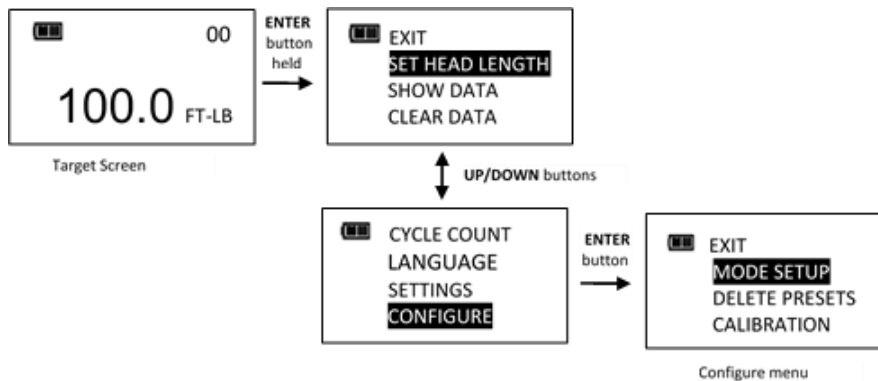 00
100.0 FT-LB
Target Screen
ENTER
button
held
EXIT
SET HEAD LENGTH
SHOW DATA
CLEAR DATA
UP/DOWN buttons
CYCLE COUNT
LANGUAGE
SETTINGS
CONFIGURE
ENTER
button
EXIT
MODE SETUP
DELETE PRESETS
CALIBRATION
Configure menu